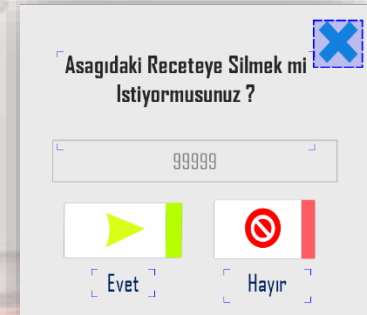 Asagıdaki Receteye Silmek mi
Istiyormusunuz ?
99999
Evet
Hayır